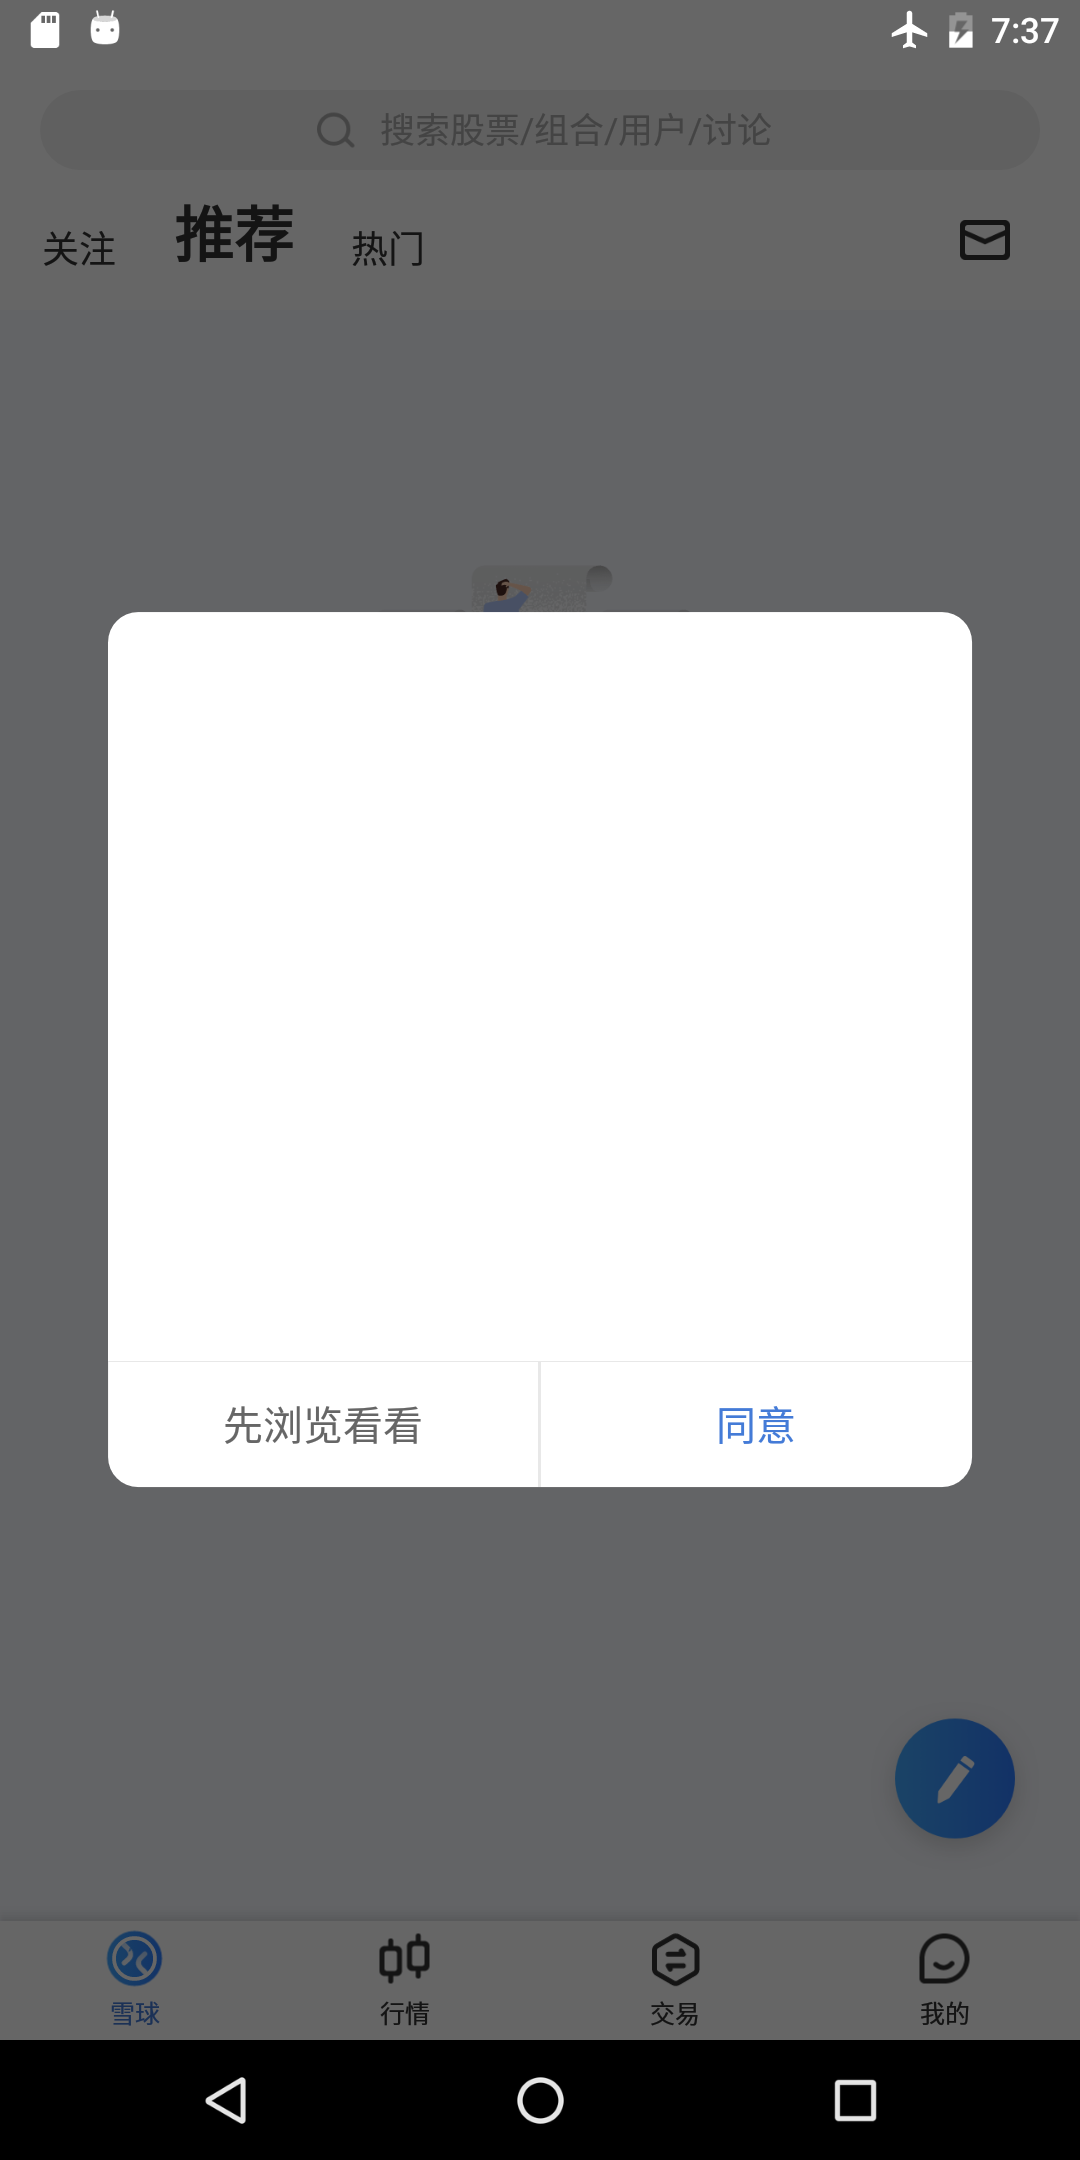 7:37
搜索股票/组合/用户/讨论
关注 推荐 热门
先浏览看看 同意
雪球 行情 交易 我的